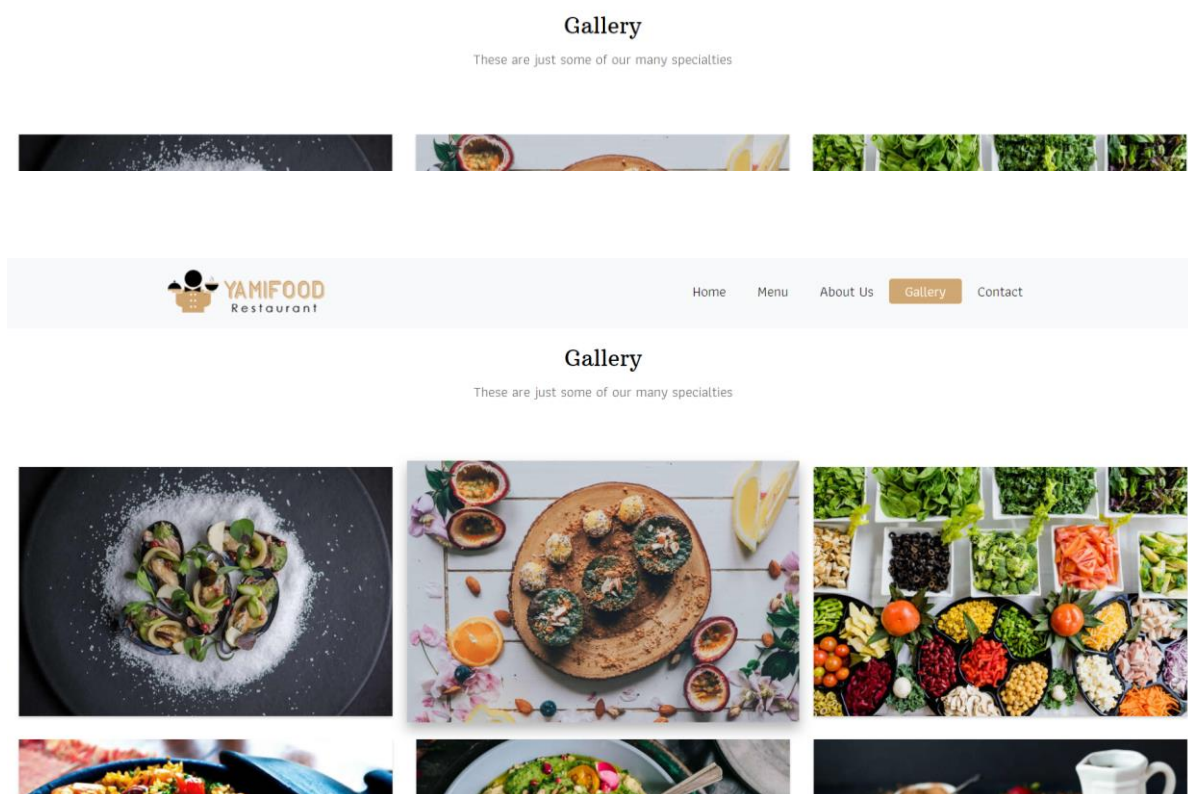 Gallery
These are just some of our many specialties
YAMIFOOD
Restaurant
Home Menu About Us Gallery Contact
Gallery
These are just some of our many specialties